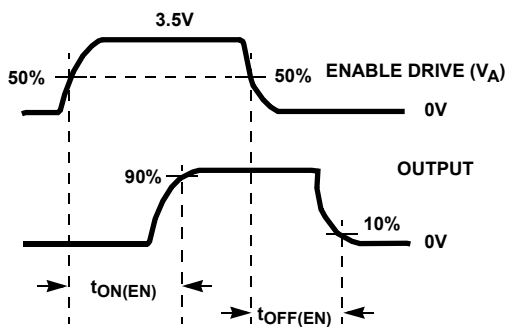 3.5V
50%
50%
ENABLE DRIVE (VA)
0V
OUTPUT
90%
10%
0V
tON(EN)
tOFF(EN)